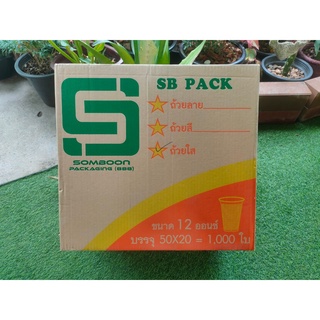 SB PACK
ถ้วยลาย
ถ้วยสี
ถ้วยใส
SOMBOON
PACKAGING (888)
ขนาด 12 ออนซ์
บรรจุ 50X20 = 1,000 ใบ